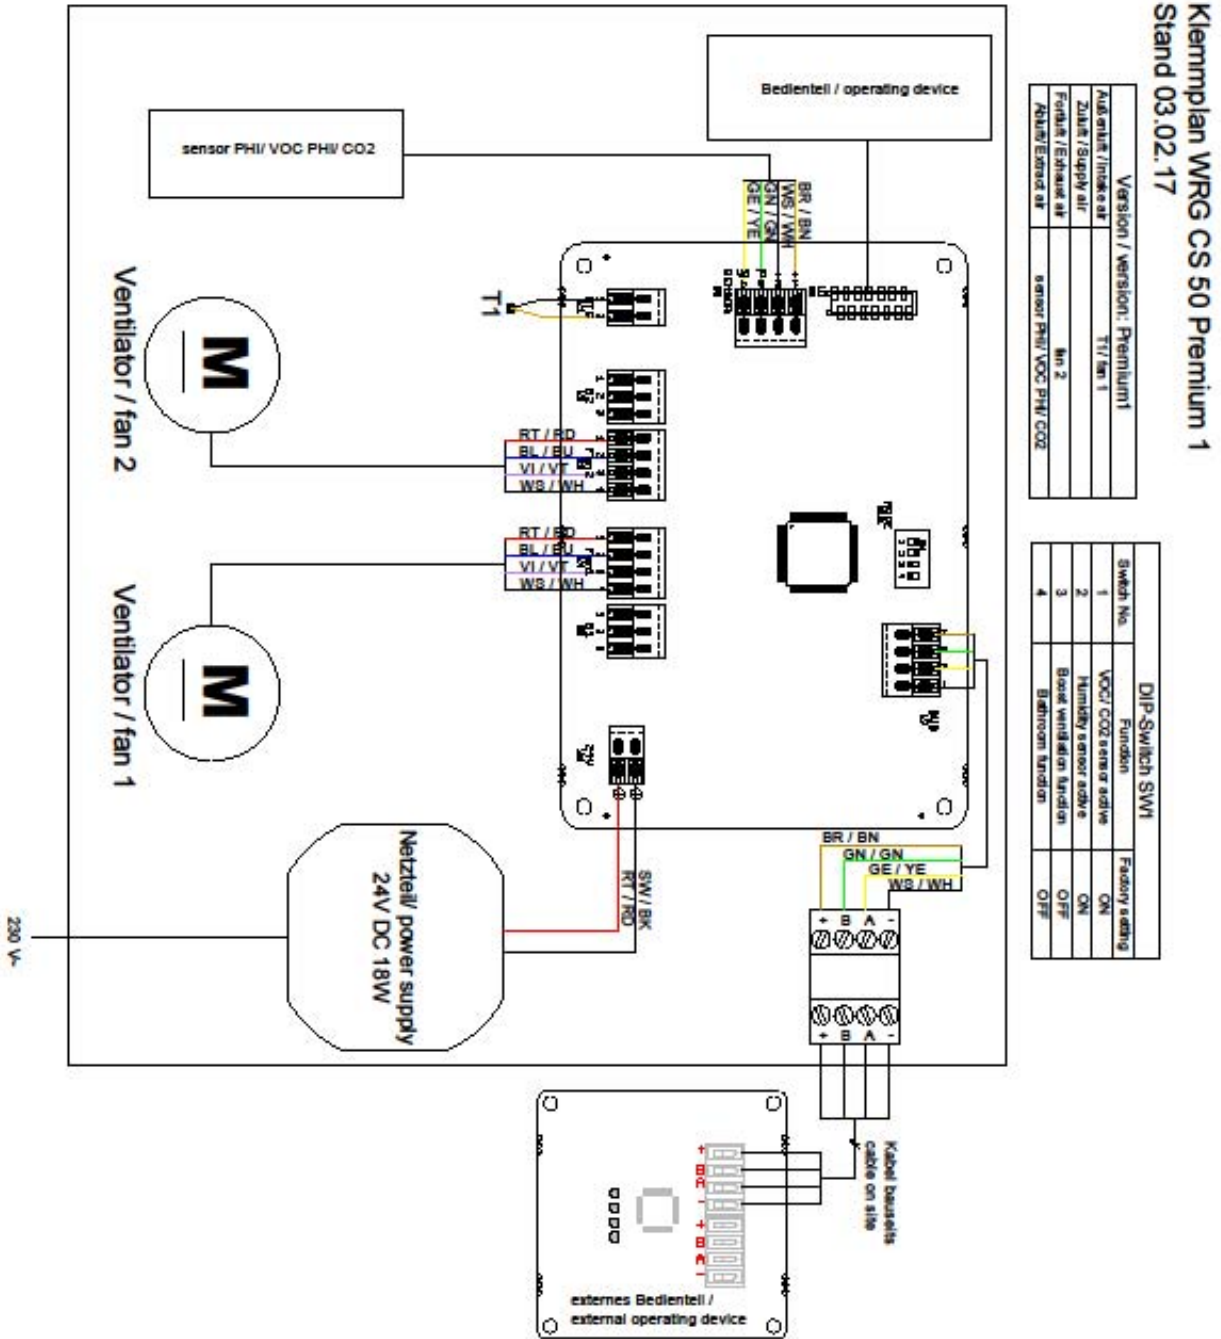 Klemmplan WRG CS 50 Premium 1
Stand 03.02.17
Version / version: Premium1
Außenluft / Intake air T1/ fan 1
Zuluft / Supply air
Fortluft / Exhaust air fan 2
Abluft/ Extract air sensor PHI/ VOC PHI/ CO2
DIP-Switch SW1
Switch No. Function Factory setting
1 VOC/ CO2 sensor active ON
2 Humidity sensor active ON
3 Boost ventilation function OFF
4 Bathroom function OFF
Bedienteil / operating device
sensor PHI/ VOC PHI/ CO2
BR / BN
WS / WH
GN / GN
GE / YE
T1
Ventilator / fan 2
M
RT / RD
BL / BU
VI / VT
WS / WH
Ventilator / fan 1
M
RT / RD
BL / BU
VI / VT
WS / WH
Netzteil/ power supply
24V DC 18W
SW / BK
RT / RD
230 V~
BR / BN
GN / GN
GE / YE
WS / WH
+ B A -
+ B A -
Kabel bauseits
cable on site
+ B A - + B A -
externes Bedienteil /
external operating device